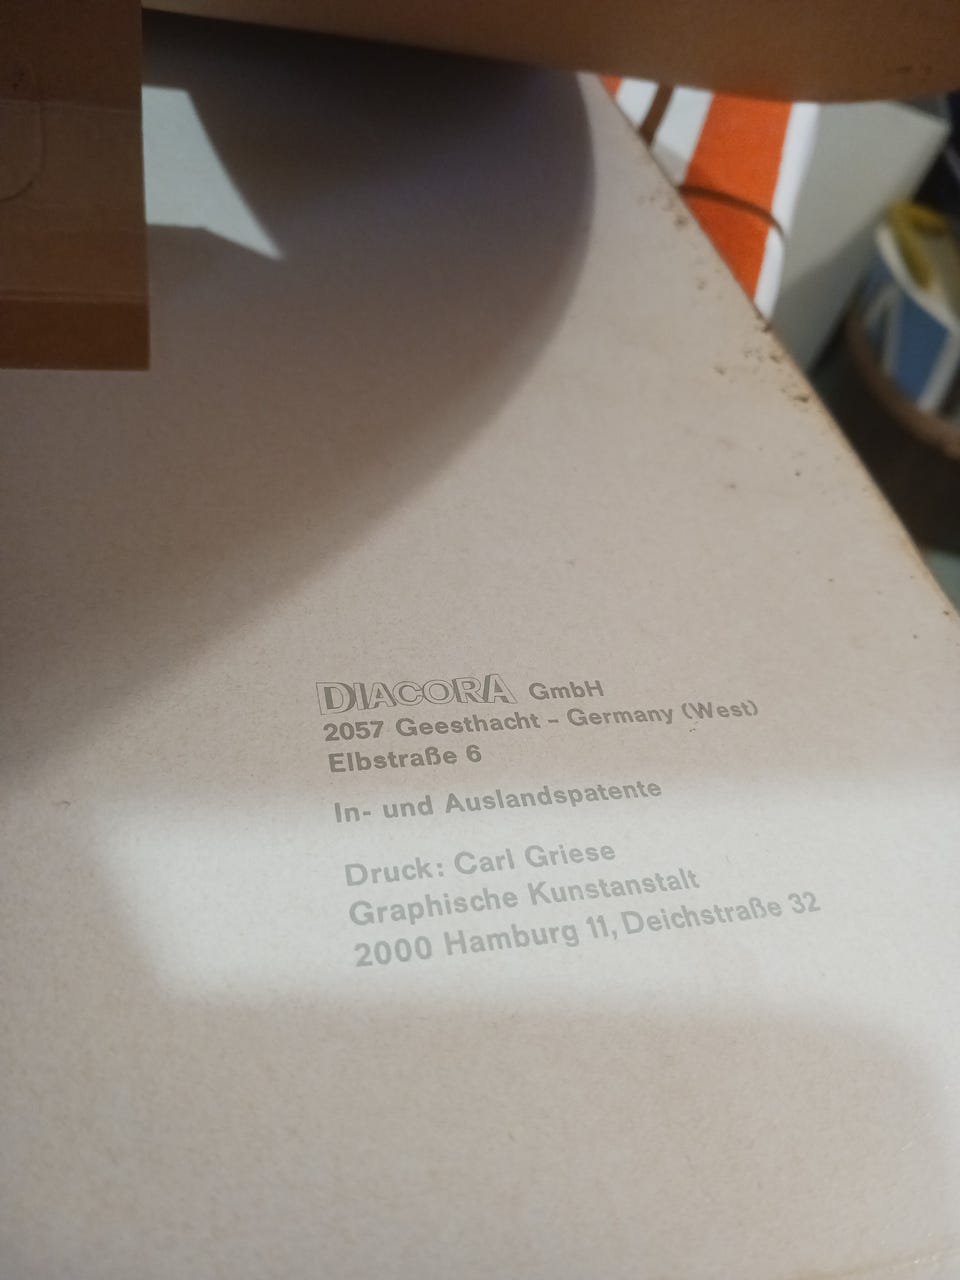 DIACORA GmbH
2057 Geesthacht – Germany (West)
Elbstraße 6
In- und Auslandspatente
Druck: Carl Griese
Graphische Kunstanstalt
2000 Hamburg 11, Deichstraße 32